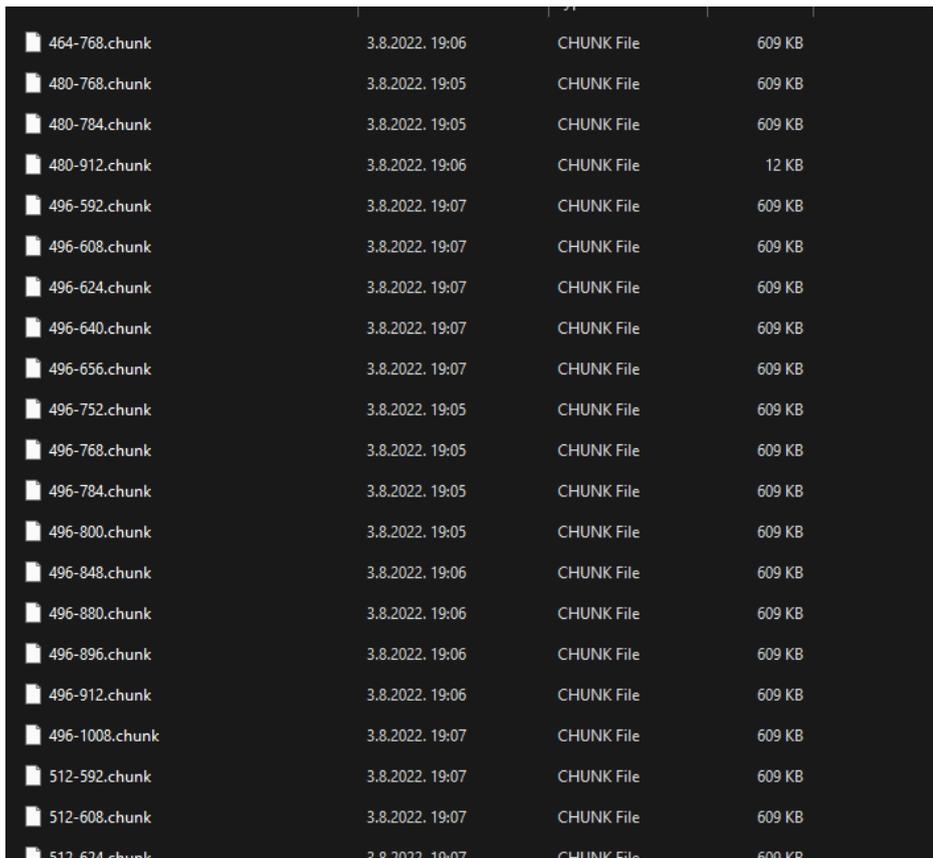 464-768.chunk 3.8.2022. 19:06 CHUNK File 609 KB
480-768.chunk 3.8.2022. 19:05 CHUNK File 609 KB
480-784.chunk 3.8.2022. 19:05 CHUNK File 609 KB
480-912.chunk 3.8.2022. 19:06 CHUNK File 12 KB
496-592.chunk 3.8.2022. 19:07 CHUNK File 609 KB
496-608.chunk 3.8.2022. 19:07 CHUNK File 609 KB
496-624.chunk 3.8.2022. 19:07 CHUNK File 609 KB
496-640.chunk 3.8.2022. 19:07 CHUNK File 609 KB
496-656.chunk 3.8.2022. 19:07 CHUNK File 609 KB
496-752.chunk 3.8.2022. 19:05 CHUNK File 609 KB
496-768.chunk 3.8.2022. 19:05 CHUNK File 609 KB
496-784.chunk 3.8.2022. 19:05 CHUNK File 609 KB
496-800.chunk 3.8.2022. 19:05 CHUNK File 609 KB
496-848.chunk 3.8.2022. 19:06 CHUNK File 609 KB
496-880.chunk 3.8.2022. 19:06 CHUNK File 609 KB
496-896.chunk 3.8.2022. 19:06 CHUNK File 609 KB
496-912.chunk 3.8.2022. 19:06 CHUNK File 609 KB
496-1008.chunk 3.8.2022. 19:07 CHUNK File 609 KB
512-592.chunk 3.8.2022. 19:07 CHUNK File 609 KB
512-608.chunk 3.8.2022. 19:07 CHUNK File 609 KB
512-624.chunk 3.8.2022. 19:07 CHUNK File 609 KB